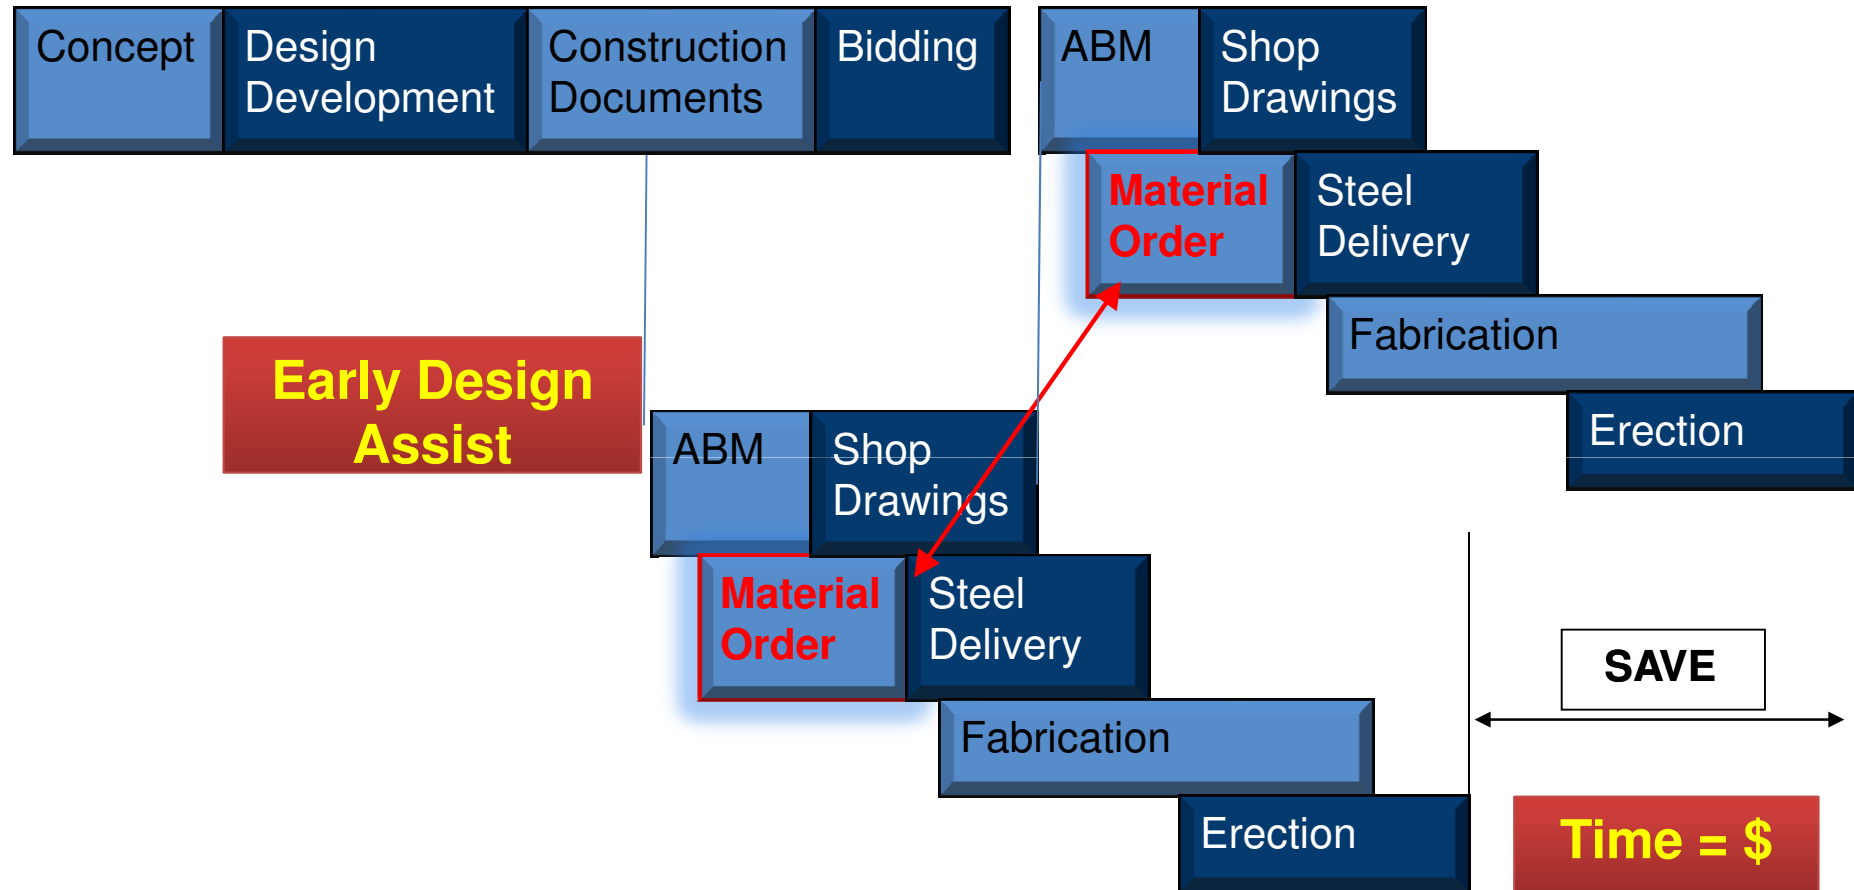 Concept
Design
Development
Construction
Documents
Bidding
ABM
Shop
Drawings
Material
Order
Steel
Delivery
Fabrication
Erection
Early Design
Assist
ABM
Shop
Drawings
Material
Order
Steel
Delivery
Fabrication
Erection
SAVE
Time = $